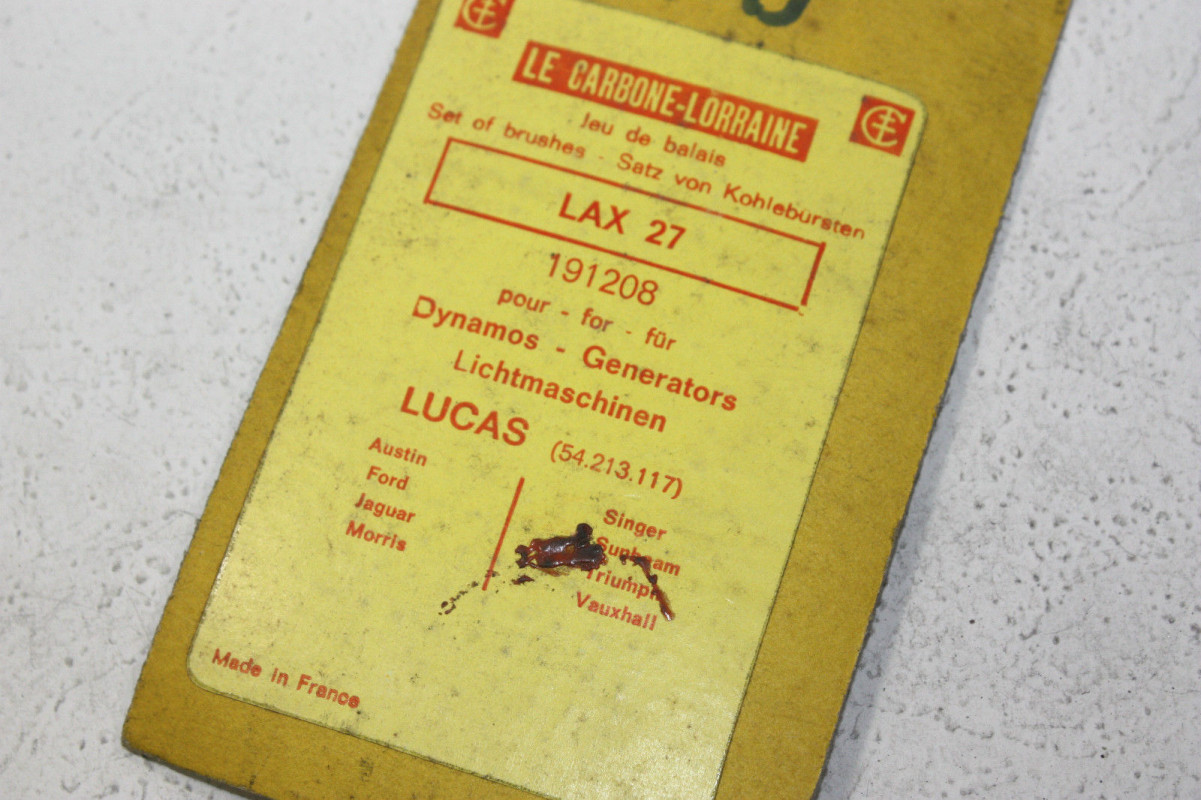 LE CARBONE-LORRAINE
Jeu de balais
Set of brushes - Satz von Kohlebürsten
LAX 27
191208
pour - for - für
Dynamos - Generators
Lichtmaschinen
LUCAS (54.213.117)
Austin
Ford
Jaguar
Morris
Singer
Sunbeam
Triumph
Vauxhall
Made in France